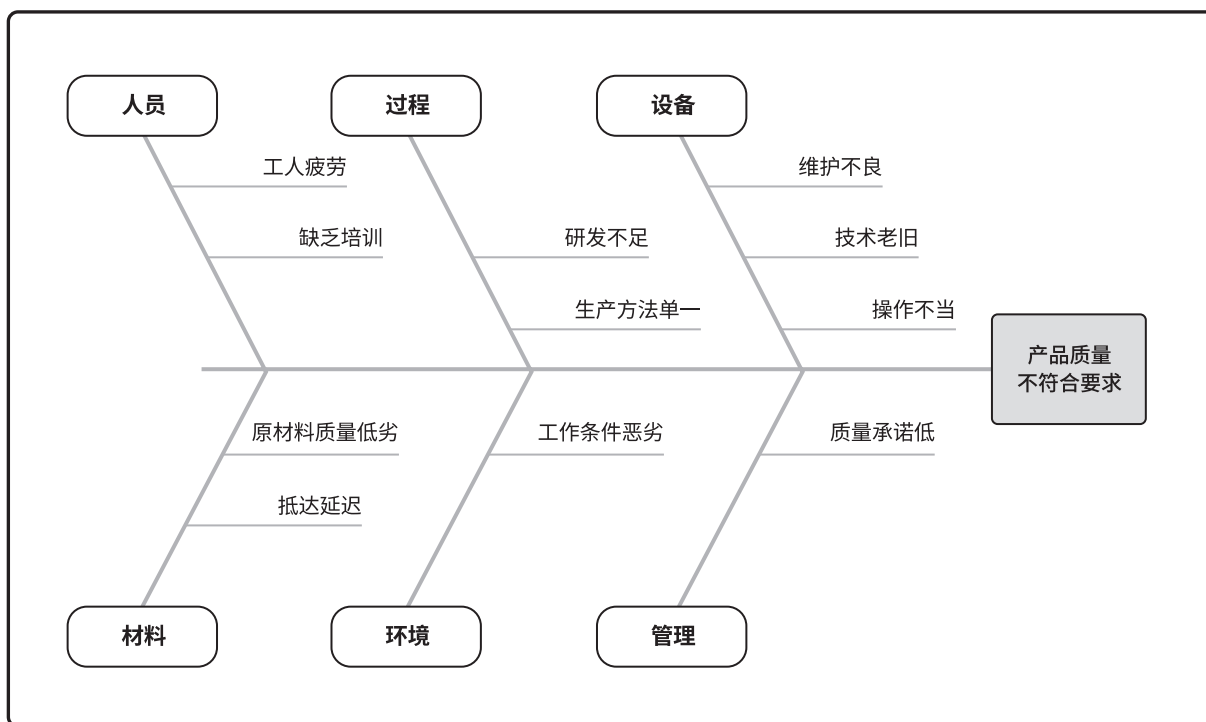 人员
过程
设备
工人疲劳
维护不良
缺乏培训
研发不足
技术老旧
生产方法单一
操作不当
产品质量
不符合要求
原材料质量低劣
工作条件恶劣
质量承诺低
抵达延迟
材料
环境
管理